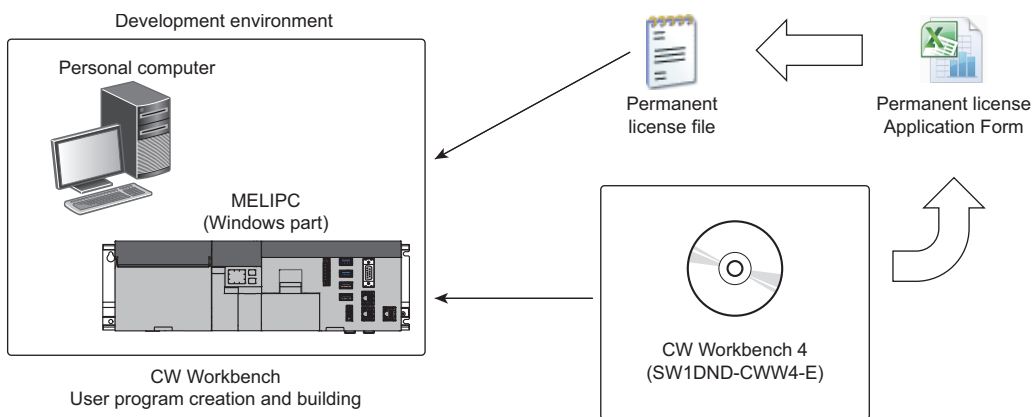 Development environment
Personal computer
MELIPC
(Windows part)
CW Workbench
User program creation and building
Permanent
license file
Permanent license
Application Form
CW Workbench 4
(SW1DND-CWW4-E)